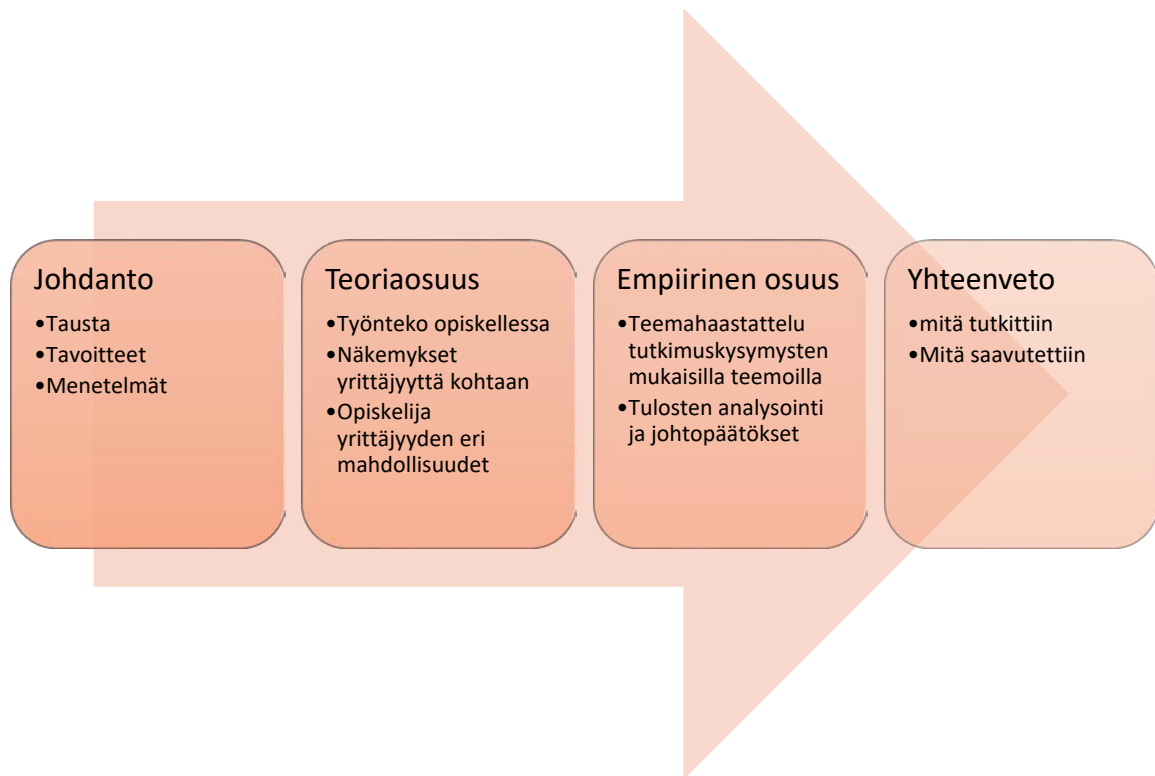 Johdanto
•Tausta
•Tavoitteet
•Menetelmät
Teoriaosuus
•Työnteko opiskellessa
•Näkemykset
yrittäjyyttä kohtaan
•Opiskelija
yrittäjyyden eri
mahdollisuudet
Empiirinen osuus
•Teemahaastattelu
tutkimuskysymysten
mukaisilla teemoilla
•Tulosten analysointi
ja johtopäätökset
Yhteenveto
•mitä tutkittiin
•Mitä saavutettiin